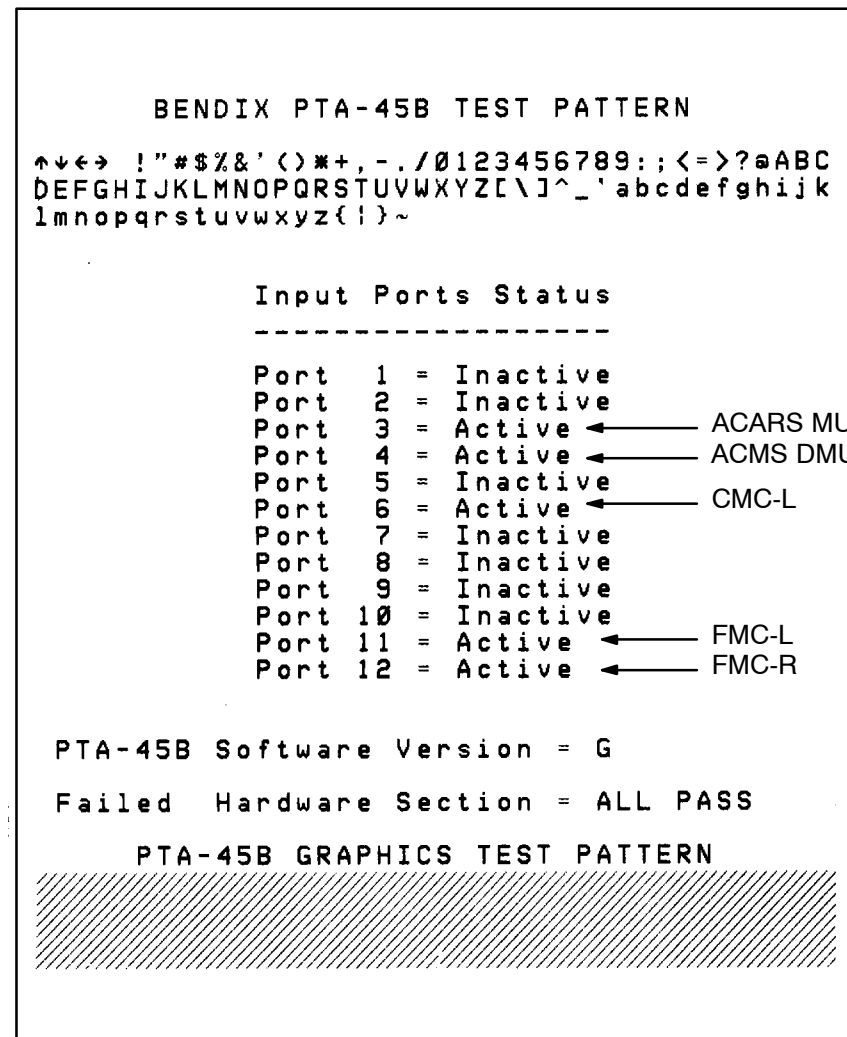 BENDIX PTA-45B TEST PATTERN
↑↓←→ !"#$%&'()*+,-./0123456789:;<=>?@ABC
DEFGHIJKLMNOPQRSTUVWXYZ[\]^_'abcdefghijk
lmnopqrstuvwxyz{¦}~
Input Ports Status
------------------
Port 1 = Inactive
Port 2 = Inactive
Port 3 = Active ACARS MU
Port 4 = Active ACMS DMU
Port 5 = Inactive
Port 6 = Active CMC-L
Port 7 = Inactive
Port 8 = Inactive
Port 9 = Inactive
Port 10 = Inactive
Port 11 = Active FMC-L
Port 12 = Active FMC-R
PTA-45B Software Version = G
Failed Hardware Section = ALL PASS
PTA-45B GRAPHICS TEST PATTERN